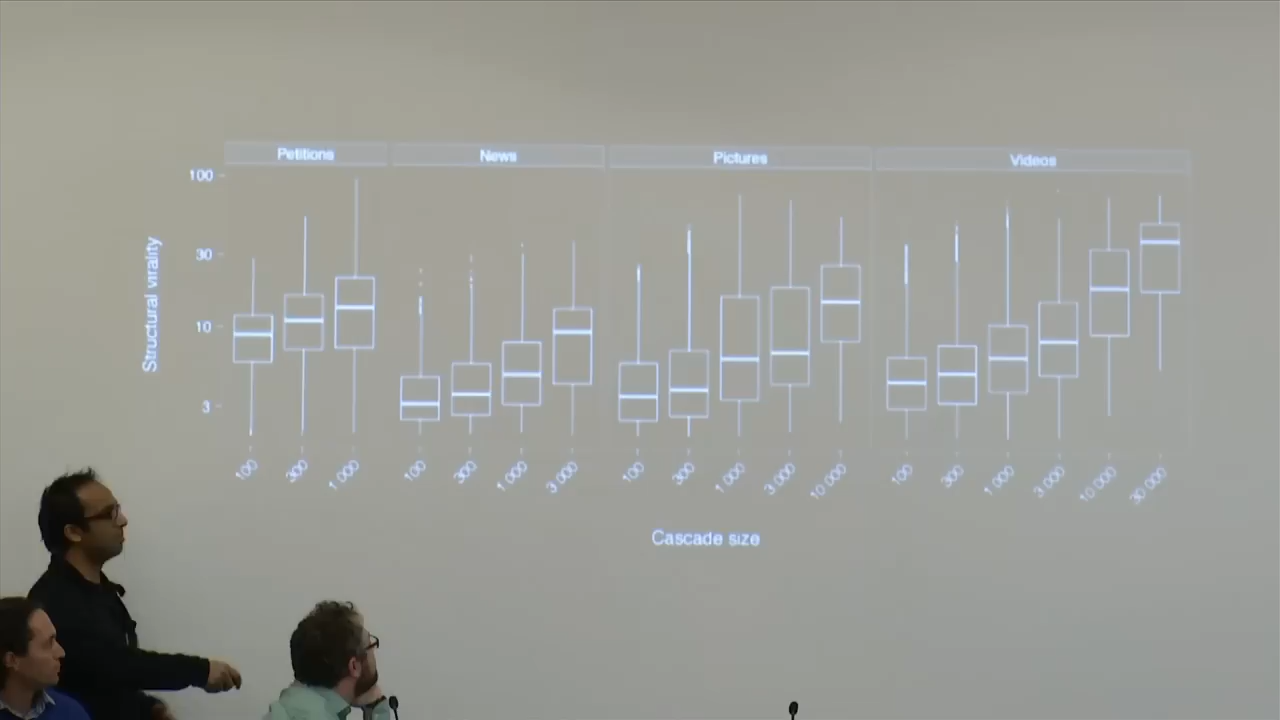 Petitions News Pictures Videos
100
30
10
3
Structural virality
100 300 1 000 100 300 1 000 3 000 100 300 1 000 3 000 10 000 100 300 1 000 3 000 10 000 30 000
Cascade size